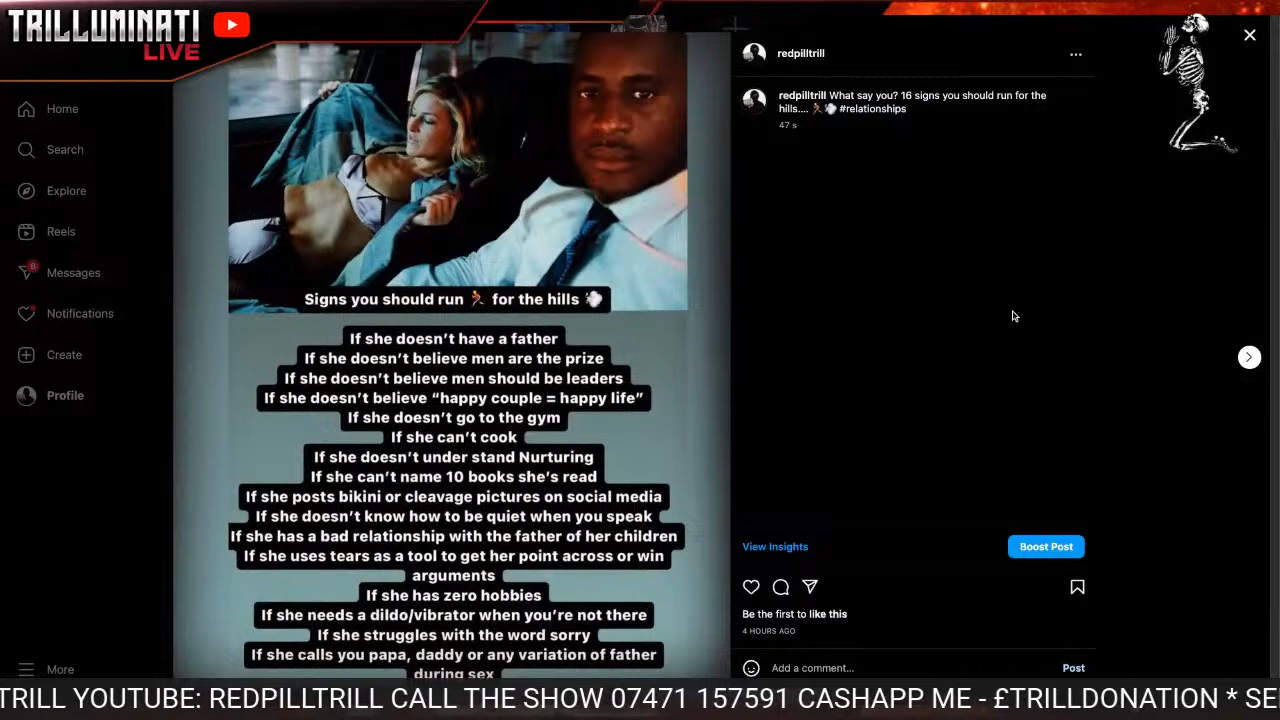 TRILLUMINATI
LIVE
redpilltrill
redpilltrill What say you? 16 signs you should run for the
hills.... 🏃💨 #relationships
47 s
Home
Search
Explore
Reels
6
Messages
Notifications
Create
Profile
More
Signs you should run 🏃 for the hills 💨
If she doesn't have a father
If she doesn't believe men are the prize
If she doesn't believe men should be leaders
If she doesn't believe “happy couple = happy life”
If she doesn't go to the gym
If she can't cook
If she doesn't under stand Nurturing
If she can't name 10 books she's read
If she posts bikini or cleavage pictures on social media
If she doesn't know how to be quiet when you speak
If she has a bad relationship with the father of her children
If she uses tears as a tool to get her point across or win
arguments
If she has zero hobbies
If she needs a dildo/vibrator when you're not there
If she struggles with the word sorry
If she calls you papa, daddy or any variation of father
during sex
View Insights
Boost Post
Be the first to like this
4 HOURS AGO
Add a comment...
Post
TRILL YOUTUBE: REDPILLTRILL CALL THE SHOW 07471 157591 CASHAPP ME - £TRILLDONATION * SE